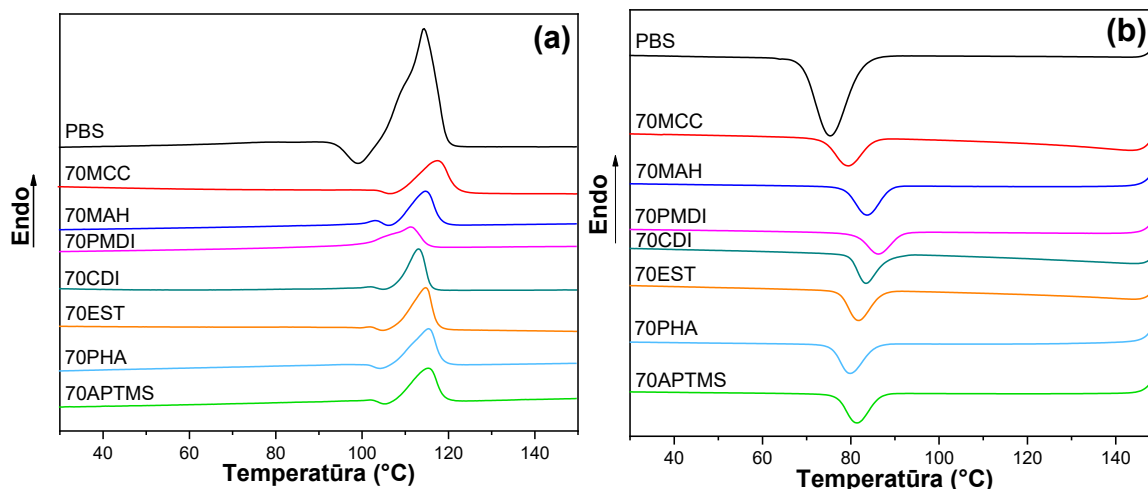 (a)
PBS
70MCC
70MAH
70PMDI
70CDI
70EST
70PHA
70APTMS
Endo
40 60 80 100 120 140
Temperatūra (°C)
(b)
PBS
70MCC
70MAH
70PMDI
70CDI
70EST
70PHA
70APTMS
Endo
40 60 80 100 120 140
Temperatūra (°C)